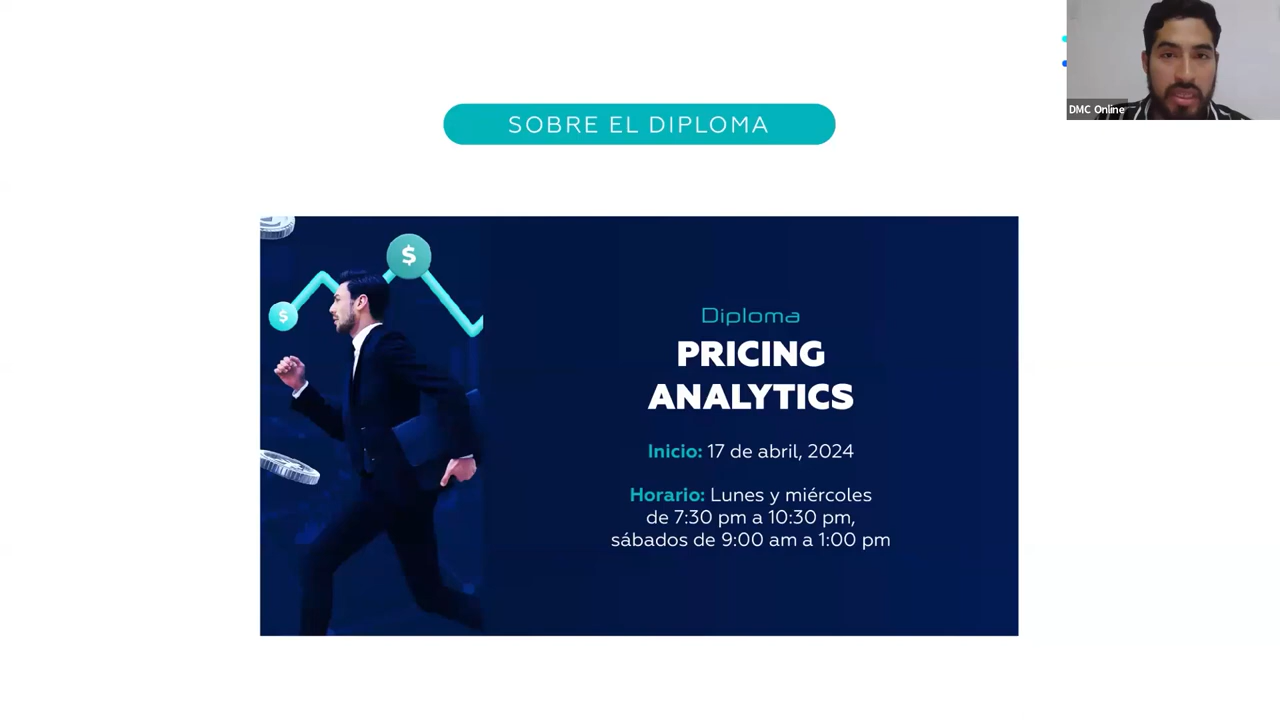 SOBRE EL DIPLOMA
DMC Online
$
$
Diploma
PRICING
ANALYTICS
Inicio: 17 de abril, 2024
Horario: Lunes y miércoles
de 7:30 pm a 10:30 pm,
sábados de 9:00 am a 1:00 pm